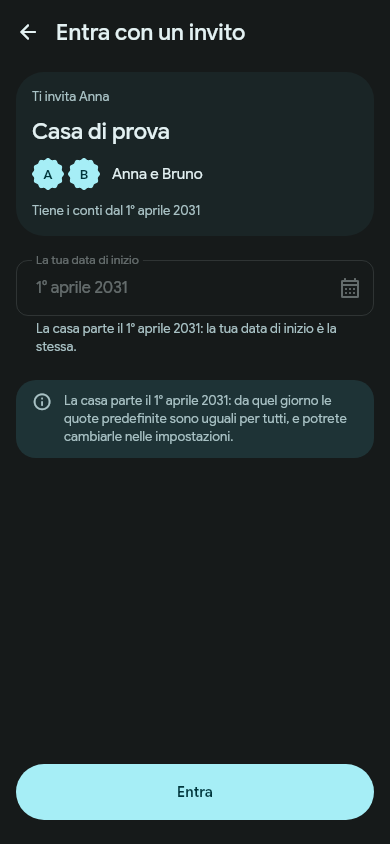 Entra con un invito
Ti invita Anna
Casa di prova
A B Anna e Bruno
Tiene i conti dal 1° aprile 2031
La tua data di inizio
1° aprile 2031
La casa parte il 1° aprile 2031: la tua data di inizio è la
stessa.
La casa parte il 1° aprile 2031: da quel giorno le
quote predefinite sono uguali per tutti, e potrete
cambiarle nelle impostazioni.
Entra